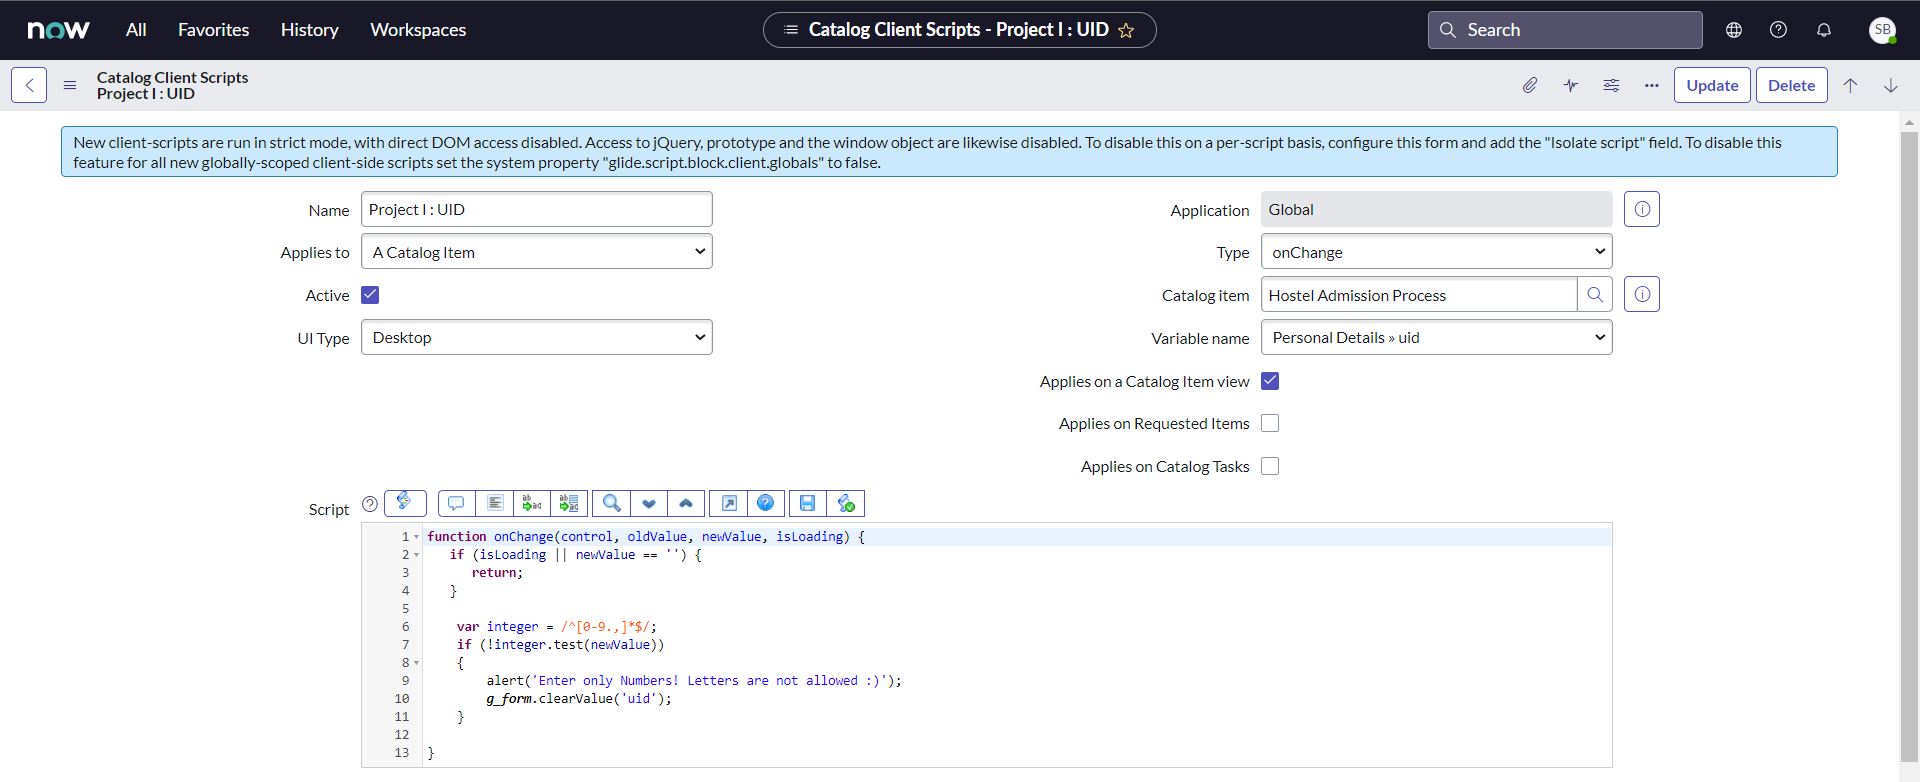 now All Favorites History Workspaces Catalog Client Scripts - Project I : UID Search SB
Catalog Client Scripts
Project I : UID
Update Delete
New client-scripts are run in strict mode, with direct DOM access disabled. Access to jQuery, prototype and the window object are likewise disabled. To disable this on a per-script basis, configure this form and add the "Isolate script" field. To disable this
feature for all new globally-scoped client-side scripts set the system property "glide.script.block.client.globals" to false.
Name Project I : UID
Application Global
Applies to A Catalog Item
Type onChange
Active
Catalog item Hostel Admission Process
UI Type Desktop
Variable name Personal Details » uid
Applies on a Catalog Item view
Applies on Requested Items
Applies on Catalog Tasks
Script
1 function onChange(control, oldValue, newValue, isLoading) {
2 if (isLoading || newValue == '') {
3 return;
4 }
5
6 var integer = /^[0-9.,]*$/;
7 if (!integer.test(newValue))
8 {
9 alert('Enter only Numbers! Letters are not allowed :)');
10 g_form.clearValue('uid');
11 }
12
13 }